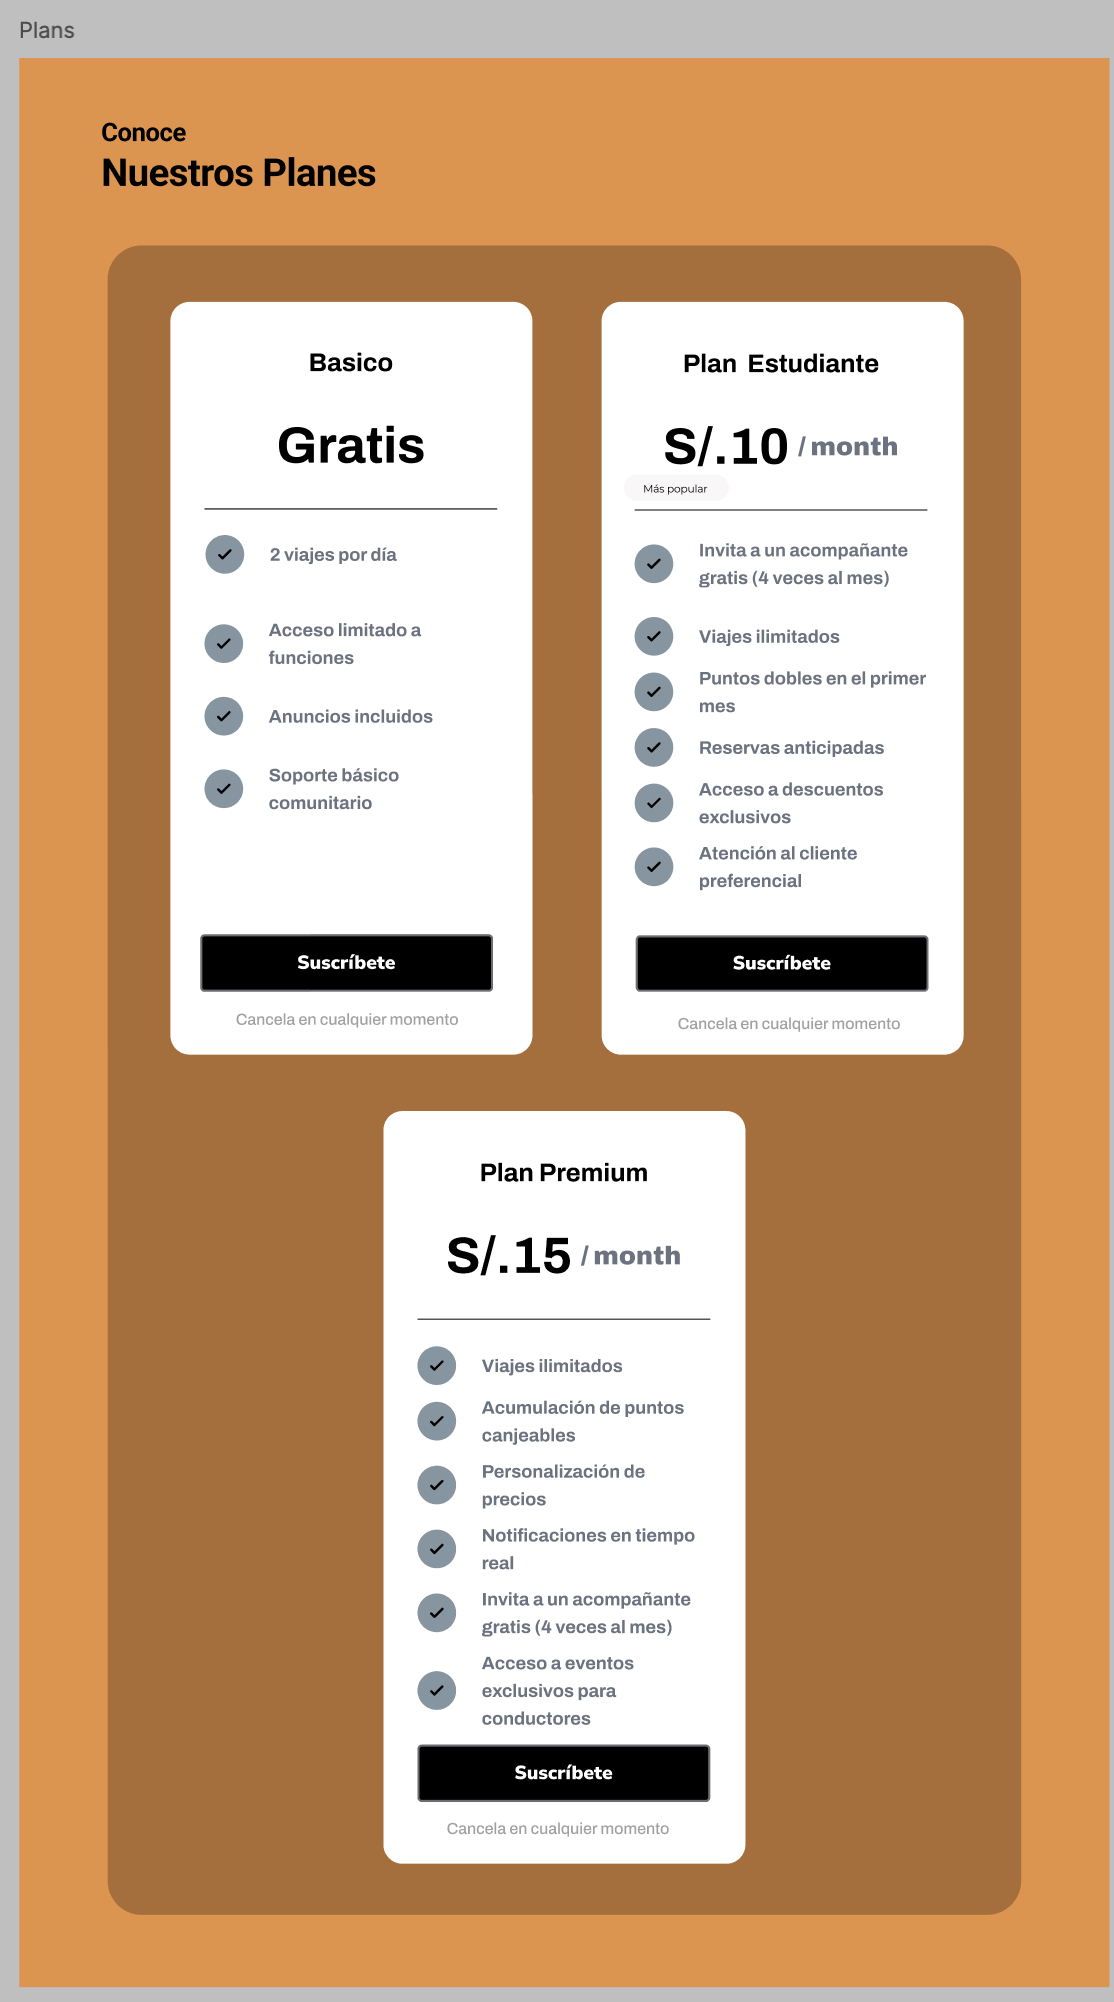 Plans
Conoce
Nuestros Planes
Basico
Gratis
2 viajes por día
Acceso limitado a
funciones
Anuncios incluidos
Soporte básico
comunitario
Suscríbete
Cancela en cualquier momento
Plan  Estudiante
S/.10 / month
Más popular
Invita a un acompañante
gratis (4 veces al mes)
Viajes ilimitados
Puntos dobles en el primer
mes
Reservas anticipadas
Acceso a descuentos
exclusivos
Atención al cliente
preferencial
Suscríbete
Cancela en cualquier momento
Plan Premium
S/.15 / month
Viajes ilimitados
Acumulación de puntos
canjeables
Personalización de
precios
Notificaciones en tiempo
real
Invita a un acompañante
gratis (4 veces al mes)
Acceso a eventos
exclusivos para
conductores
Suscríbete
Cancela en cualquier momento